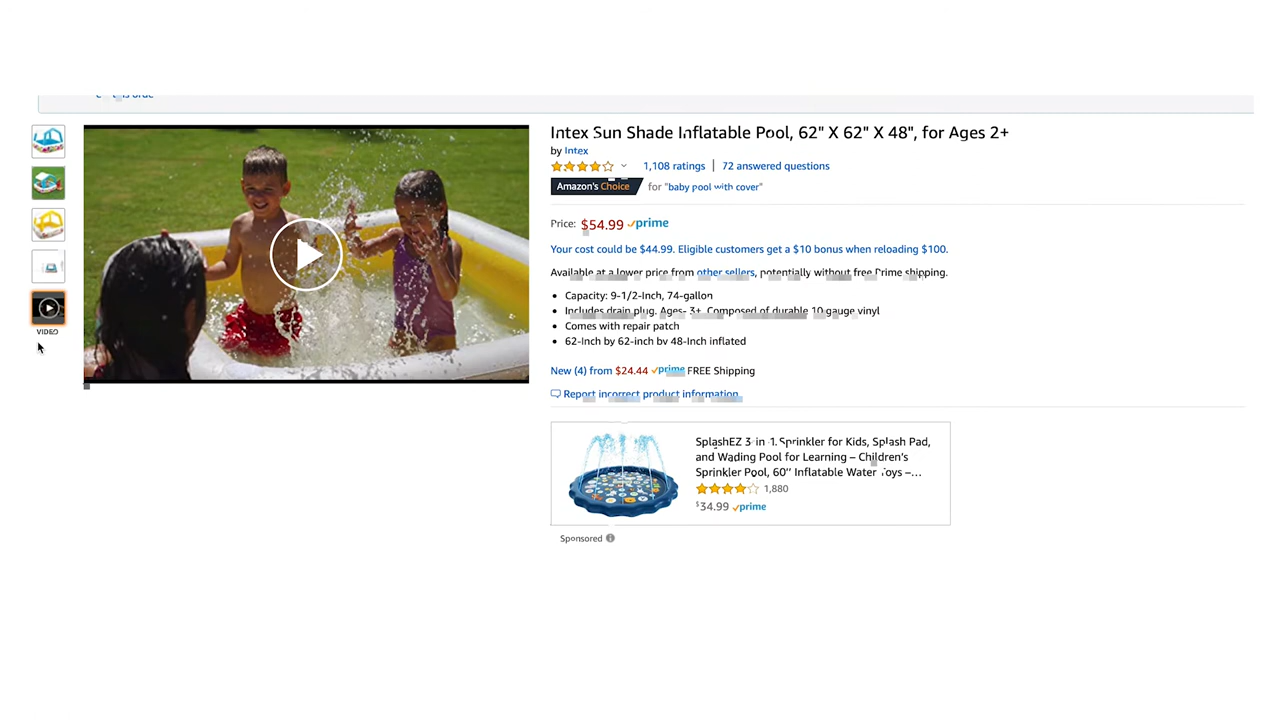 VIDEO
Intex Sun Shade Inflatable Pool, 62" X 62" X 48", for Ages 2+
by Intex
1,108 ratings | 72 answered questions
Amazon's Choice for "baby pool with cover"
Price: $54.99 prime
Your cost could be $44.99. Eligible customers get a $10 bonus when reloading $100.
Available at a lower price from other sellers, potentially without free Prime shipping.
• Capacity: 9-1/2-Inch, 74-gallon
• Includes drain plug. Ages- 3+. Composed of durable 10 gauge vinyl
• Comes with repair patch
• 62-Inch by 62-inch by 48-Inch inflated
New (4) from $24.44 prime FREE Shipping
Report incorrect product information.
SplashEZ 3-in-1 Sprinkler for Kids, Splash Pad,
and Wading Pool for Learning – Children's
Sprinkler Pool, 60'' Inflatable Water Toys –...
1,880
$34.99 prime
Sponsored